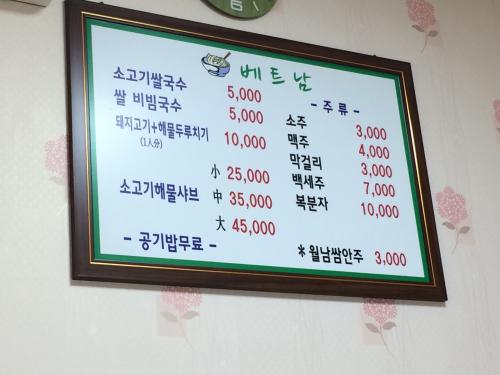 베트남
소고기쌀국수 5,000
쌀 비빔국수 5,000
돼지고기+해물두루치기 10,000
(1人分)
소고기해물샤브
小 25,000
中 35,000
大 45,000
- 공기밥무료 -
- 주 류 -
소주 3,000
맥주 4,000
막걸리 3,000
백세주 7,000
복분자 10,000
*월남쌈안주 3,000